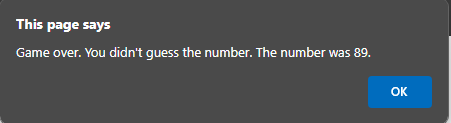 This page says
Game over. You didn't guess the number. The number was 89.
OK